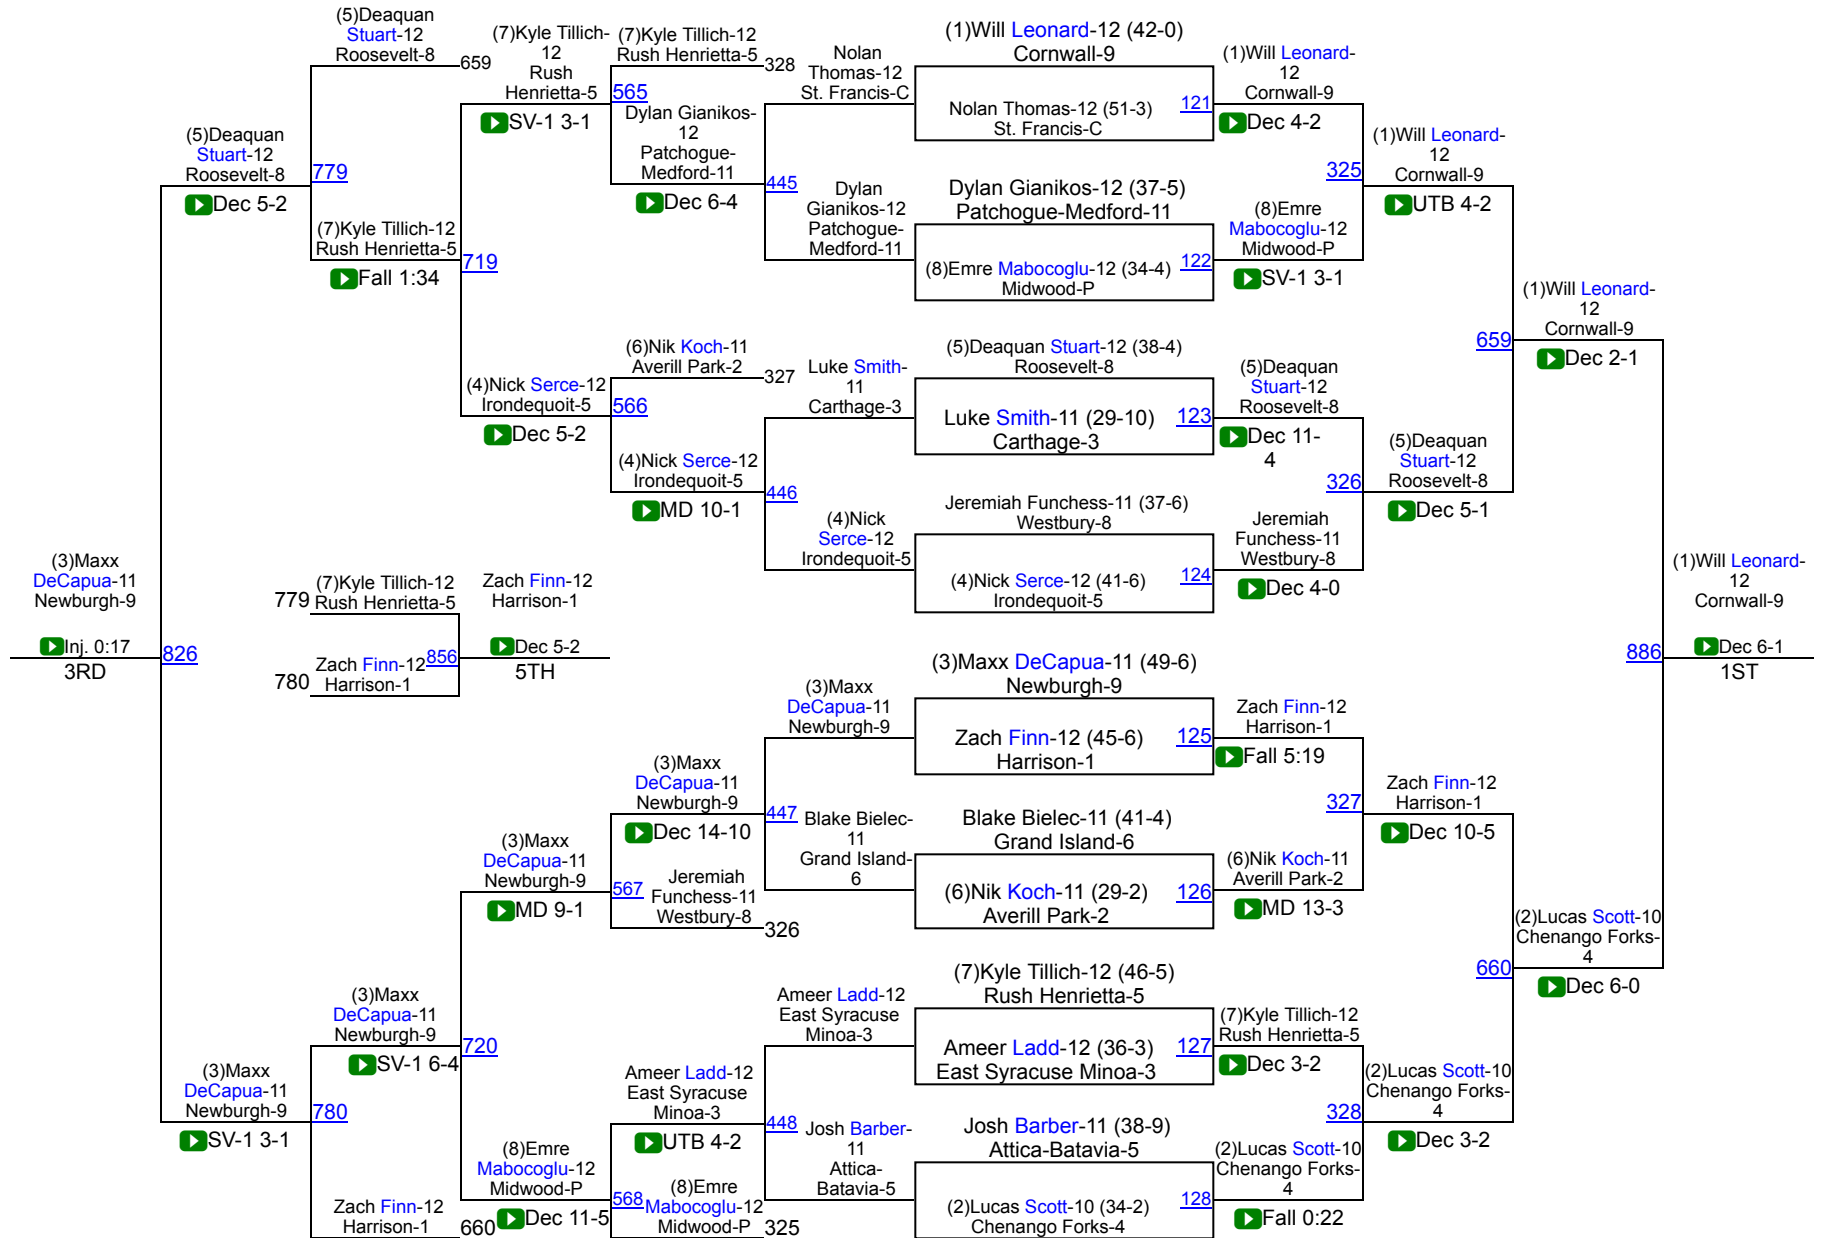 (5)Deaquan
Stuart-12
Roosevelt-8
659
(7)Kyle Tillich-
12
Rush
Henrietta-5
SV-1 3-1
(7)Kyle Tillich-12
Rush Henrietta-5
328
565
Dylan Gianikos-
12
Patchogue-
Medford-11
Dec 6-4
Nolan
Thomas-12
St. Francis-C
445
Dylan
Gianikos-12
Patchogue-
Medford-11
(1)Will Leonard-12 (42-0)
Cornwall-9
Nolan Thomas-12 (51-3)
St. Francis-C
121
Dylan Gianikos-12 (37-5)
Patchogue-Medford-11
(8)Emre Mabocoglu-12 (34-4)
Midwood-P
122
(1)Will Leonard-
12
Cornwall-9
Dec 4-2
325
(8)Emre
Mabocoglu-12
Midwood-P
SV-1 3-1
(1)Will Leonard-
12
Cornwall-9
UTB 4-2
(5)Deaquan
Stuart-12
Roosevelt-8
Dec 5-2
779
(7)Kyle Tillich-12
Rush Henrietta-5
Fall 1:34
719
(4)Nick Serce-12
Irondequoit-5
Dec 5-2
(6)Nik Koch-11
Averill Park-2
327
566
(4)Nick Serce-12
Irondequoit-5
MD 10-1
Luke Smith-
11
Carthage-3
446
(4)Nick
Serce-12
Irondequoit-5
(5)Deaquan Stuart-12 (38-4)
Roosevelt-8
Luke Smith-11 (29-10)
Carthage-3
123
Jeremiah Funchess-11 (37-6)
Westbury-8
(4)Nick Serce-12 (41-6)
Irondequoit-5
124
(5)Deaquan
Stuart-12
Roosevelt-8
Dec 11-
4
326
Jeremiah
Funchess-11
Westbury-8
Dec 4-0
(5)Deaquan
Stuart-12
Roosevelt-8
Dec 5-1
659
(1)Will Leonard-
12
Cornwall-9
Dec 2-1
(3)Maxx
DeCapua-11
Newburgh-9
Inj. 0:17
3RD
826
779
(7)Kyle Tillich-12
Rush Henrietta-5
780
Zach Finn-12
Harrison-1
856
Zach Finn-12
Harrison-1
Dec 5-2
5TH
886
(1)Will Leonard-
12
Cornwall-9
Dec 6-1
1ST
(3)Maxx
DeCapua-11
Newburgh-9
MD 9-1
(3)Maxx
DeCapua-11
Newburgh-9
Dec 14-10
567
Jeremiah
Funchess-11
Westbury-8
326
(3)Maxx
DeCapua-11
Newburgh-9
447
Blake Bielec-
11
Grand Island-
6
(3)Maxx DeCapua-11 (49-6)
Newburgh-9
Zach Finn-12 (45-6)
Harrison-1
125
Blake Bielec-11 (41-4)
Grand Island-6
(6)Nik Koch-11 (29-2)
Averill Park-2
126
Zach Finn-12
Harrison-1
Fall 5:19
327
(6)Nik Koch-11
Averill Park-2
MD 13-3
Zach Finn-12
Harrison-1
Dec 10-5
660
(2)Lucas Scott-10
Chenango Forks-
4
Dec 6-0
(3)Maxx
DeCapua-11
Newburgh-9
SV-1 3-1
(3)Maxx
DeCapua-11
Newburgh-9
SV-1 6-4
780
Zach Finn-12
Harrison-1
660
720
(8)Emre
Mabocoglu-12
Midwood-P
Dec 11-5
Ameer Ladd-12
East Syracuse
Minoa-3
UTB 4-2
568
(8)Emre
Mabocoglu-12
Midwood-P
325
Ameer Ladd-12
East Syracuse
Minoa-3
448
Josh Barber-
11
Attica-
Batavia-5
(7)Kyle Tillich-12 (46-5)
Rush Henrietta-5
Ameer Ladd-12 (36-3)
East Syracuse Minoa-3
127
Josh Barber-11 (38-9)
Attica-Batavia-5
(2)Lucas Scott-10 (34-2)
Chenango Forks-4
128
(7)Kyle Tillich-12
Rush Henrietta-5
Dec 3-2
328
(2)Lucas Scott-10
Chenango Forks-
4
Fall 0:22
(2)Lucas Scott-10
Chenango Forks-
4
Dec 3-2